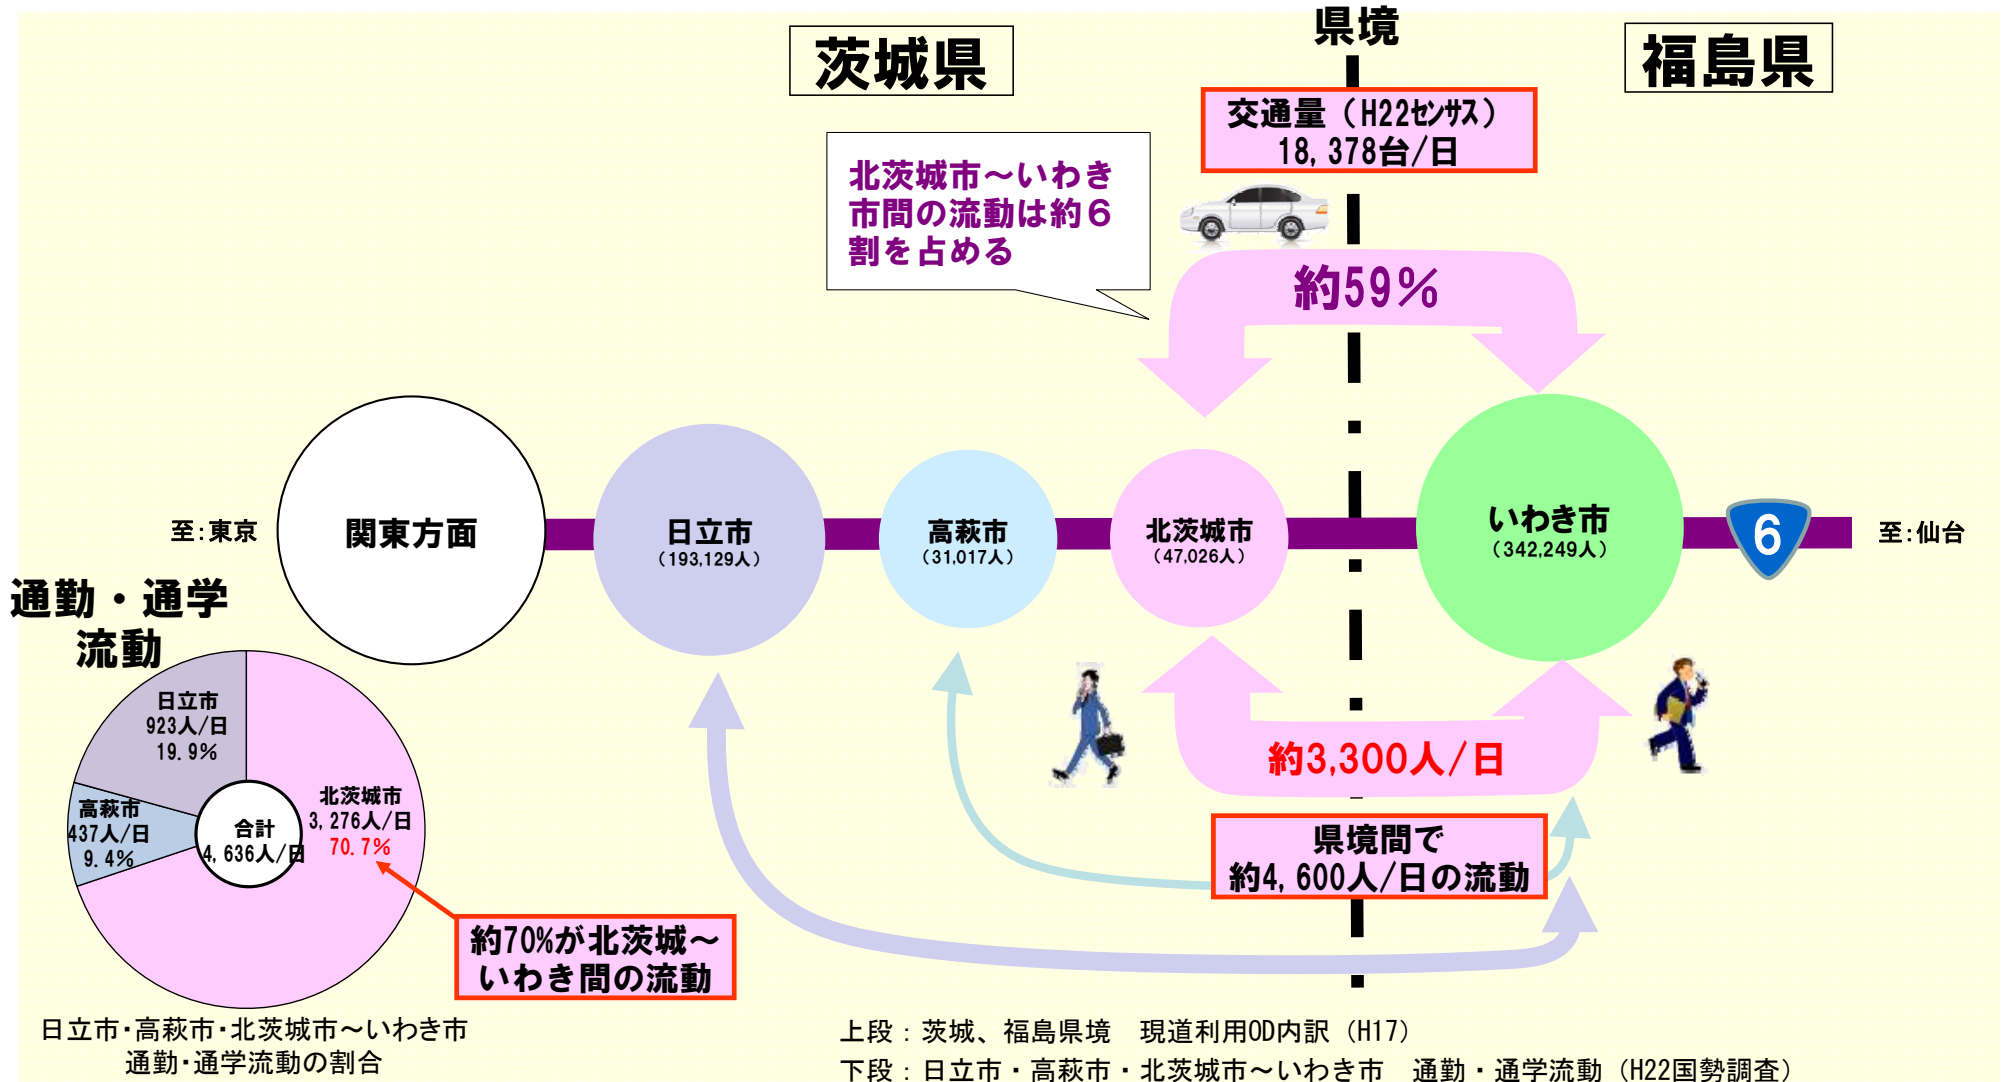 県境
茨城県
福島県
交通量（H22ｾﾝｻｽ）
18,378台/日
北茨城市～いわき
市間の流動は約６
割を占める
約59％
至:東京
関東方面
日立市
（193,129人）
高萩市
（31,017人）
北茨城市
（47,026人）
いわき市
（342,249人）
6
至:仙台
通勤・通学
流動
日立市
923人/日
19.9%
高萩市
437人/日
9.4%
合計
4,636人/日
北茨城市
3,276人/日
70.7%
約3,300人/日
県境間で
約4,600人/日の流動
約70%が北茨城～
いわき間の流動
日立市･高萩市･北茨城市～いわき市
通勤･通学流動の割合
上段：茨城、福島県境　現道利用OD内訳（H17）
下段：日立市・高萩市・北茨城市～いわき市　通勤・通学流動（H22国勢調査）